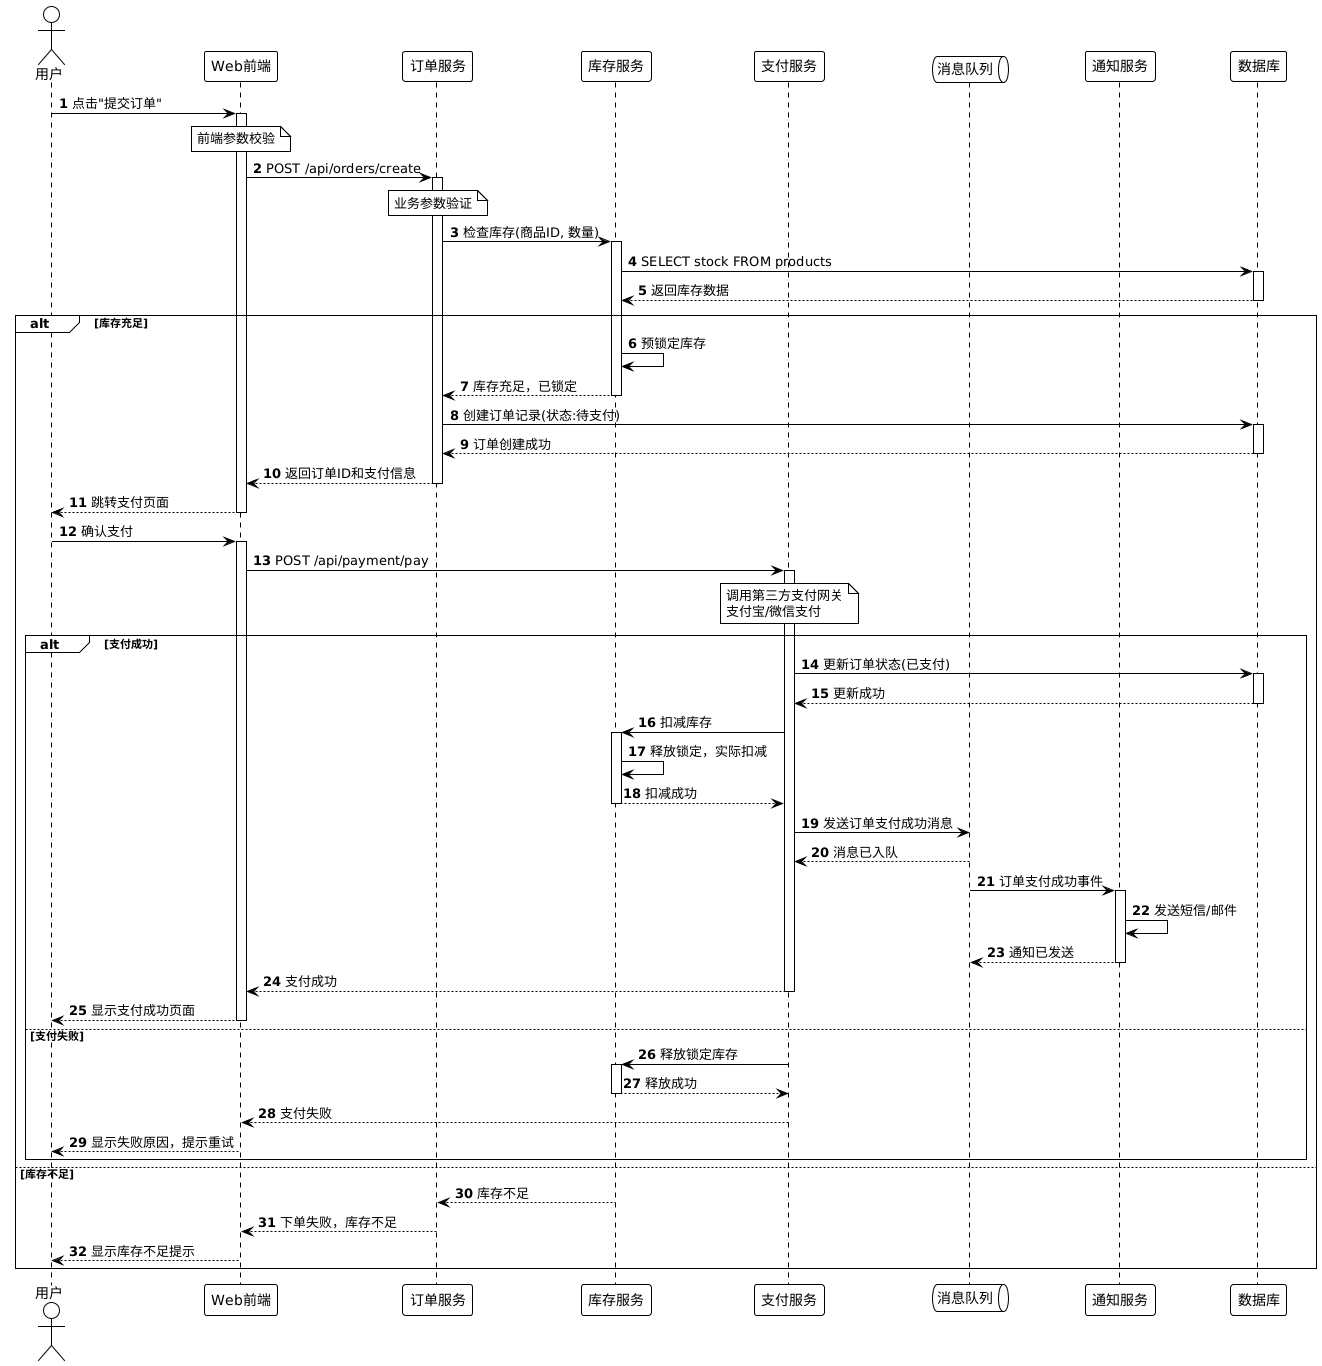 用户
Web前端
订单服务
库存服务
支付服务
消息队列
通知服务
数据库
1 点击"提交订单"
前端参数校验
2 POST /api/orders/create
业务参数验证
3 检查库存(商品ID, 数量)
4 SELECT stock FROM products
5 返回库存数据
alt [库存充足]
6 预锁定库存
7 库存充足，已锁定
8 创建订单记录(状态:待支付)
9 订单创建成功
10 返回订单ID和支付信息
11 跳转支付页面
12 确认支付
13 POST /api/payment/pay
调用第三方支付网关
支付宝/微信支付
alt [支付成功]
14 更新订单状态(已支付)
15 更新成功
16 扣减库存
17 释放锁定，实际扣减
18 扣减成功
19 发送订单支付成功消息
20 消息已入队
21 订单支付成功事件
22 发送短信/邮件
23 通知已发送
24 支付成功
25 显示支付成功页面
[支付失败]
26 释放锁定库存
27 释放成功
28 支付失败
29 显示失败原因，提示重试
[库存不足]
30 库存不足
31 下单失败，库存不足
32 显示库存不足提示
用户
Web前端
订单服务
库存服务
支付服务
消息队列
通知服务
数据库